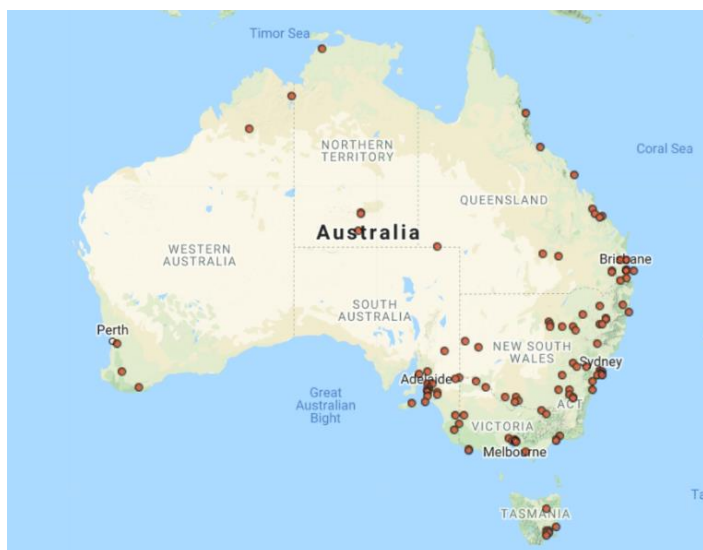 Timor Sea
NORTHERN
TERRITORY
Coral Sea
QUEENSLAND
Australia
WESTERN
AUSTRALIA
Brisbane
SOUTH
AUSTRALIA
Perth
NEW SOUTH
WALES
Sydney
Adelaide
Great
Australian
Bight
ACT
VICTORIA
Melbourne
TASMANIA
Ta